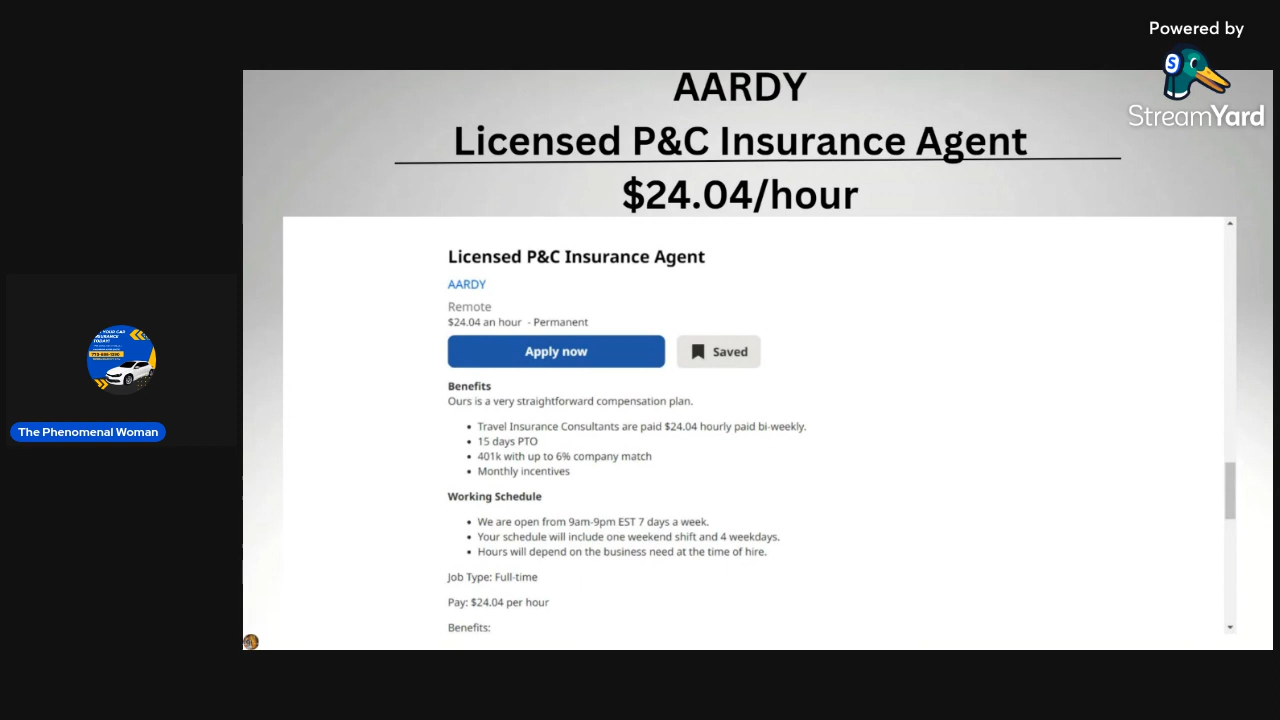 Powered by
StreamYard
AARDY
Licensed P&C Insurance Agent
$24.04/hour
Licensed P&C Insurance Agent
AARDY
Remote
$24.04 an hour - Permanent
Apply now
Saved
Benefits
Ours is a very straightforward compensation plan.
• Travel Insurance Consultants are paid $24.04 hourly paid bi-weekly.
• 15 days PTO
• 401k with up to 6% company match
• Monthly incentives
Working Schedule
• We are open from 9am-9pm EST 7 days a week.
• Your schedule will include one weekend shift and 4 weekdays.
• Hours will depend on the business need at the time of hire.
Job Type: Full-time
Pay: $24.04 per hour
Benefits:
YOUR CAR
TODAY!
The Phenomenal Woman